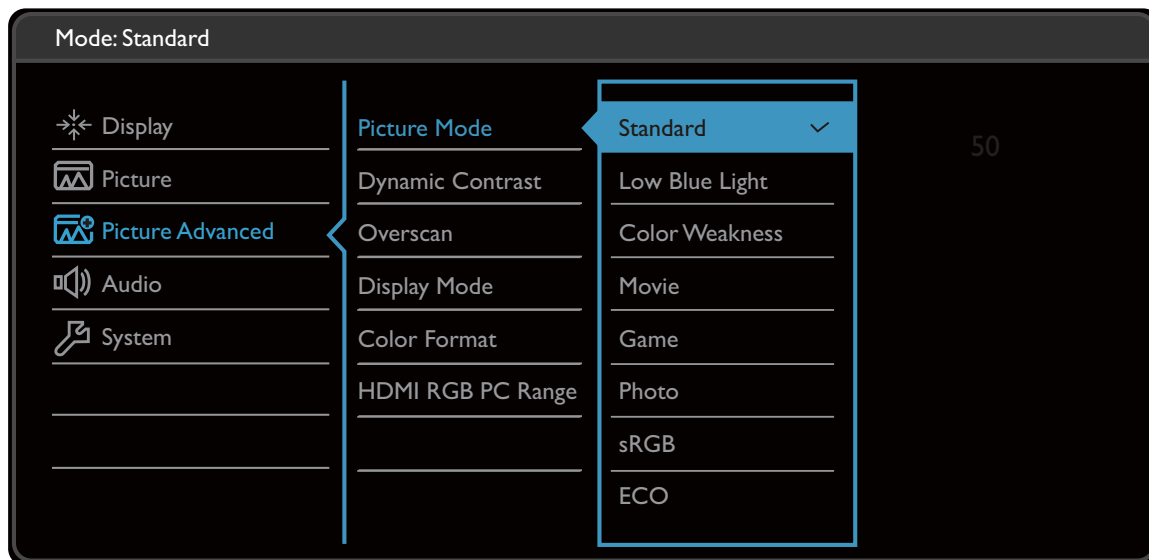 Mode: Standard
Display
Picture
Picture Advanced
Audio
System
Picture Mode
Dynamic Contrast
Overscan
Display Mode
Color Format
HDMI RGB PC Range
Standard
Low Blue Light
Color Weakness
Movie
Game
Photo
sRGB
ECO
50